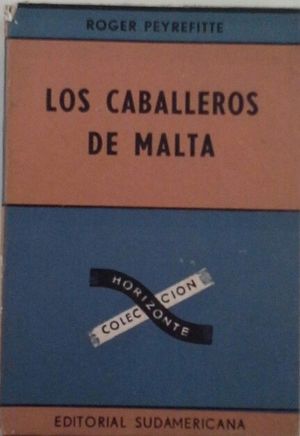 ROGER PEYREFITTE
LOS CABALLEROS
DE MALTA
COLECCION
HORIZONTE
EDITORIAL SUDAMERICANA